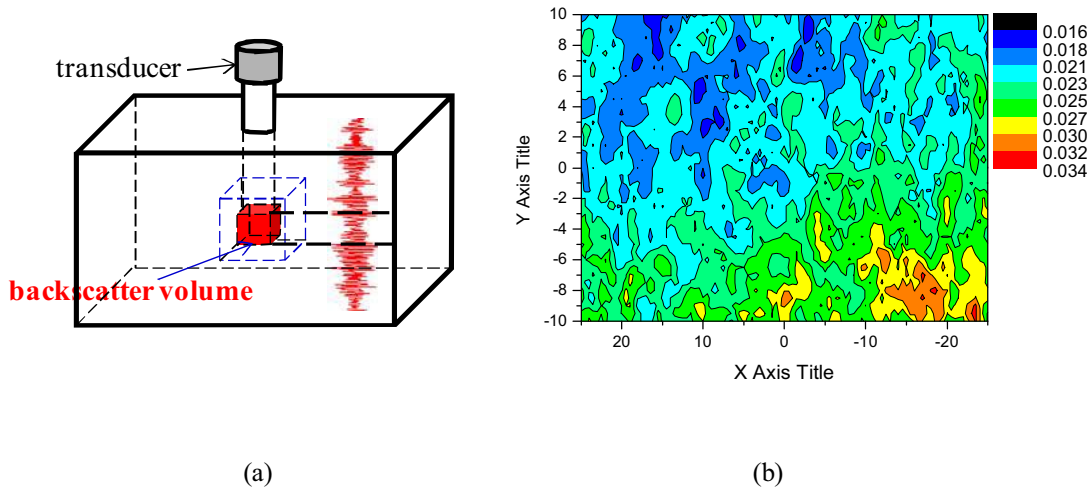 transducer
backscatter volume
(a)
10
8
6
4
2
0
-2
-4
-6
-8
-10
Y Axis Title
20 10 0 -10 -20
X Axis Title
0.016
0.018
0.021
0.023
0.025
0.027
0.030
0.032
0.034
(b)